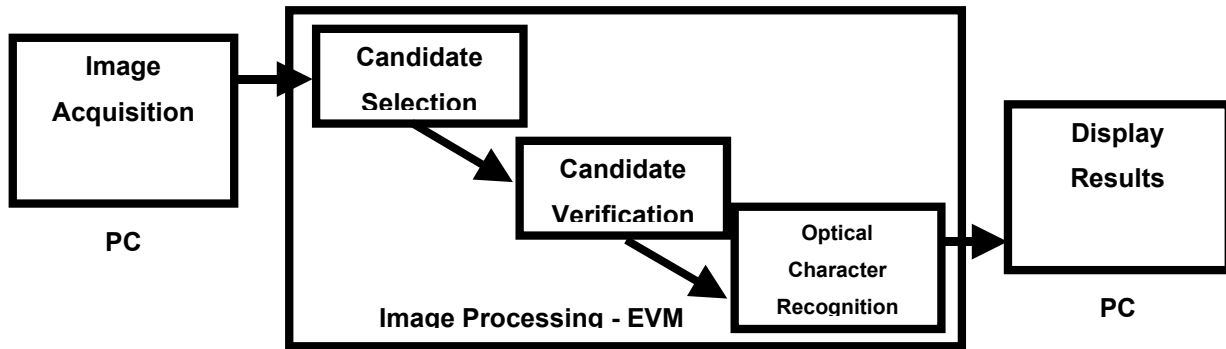 Image
Acquisition
PC
Candidate
Selection
Candidate
Verification
Optical
Character
Recognition
Image Processing - EVM
Display
Results
PC